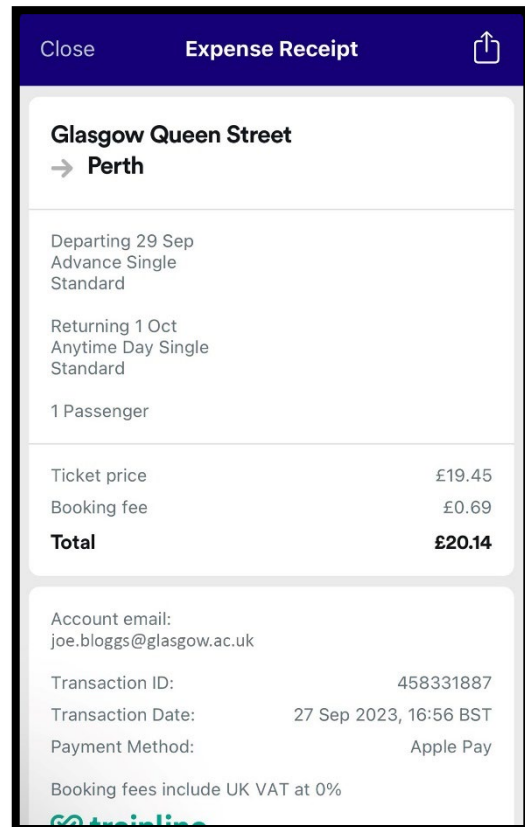 Close Expense Receipt
Glasgow Queen Street
→ Perth
Departing 29 Sep
Advance Single
Standard
Returning 1 Oct
Anytime Day Single
Standard
1 Passenger
Ticket price £19.45
Booking fee £0.69
Total £20.14
Account email:
joe.bloggs@glasgow.ac.uk
Transaction ID: 458331887
Transaction Date: 27 Sep 2023, 16:56 BST
Payment Method: Apple Pay
Booking fees include UK VAT at 0%
trainline